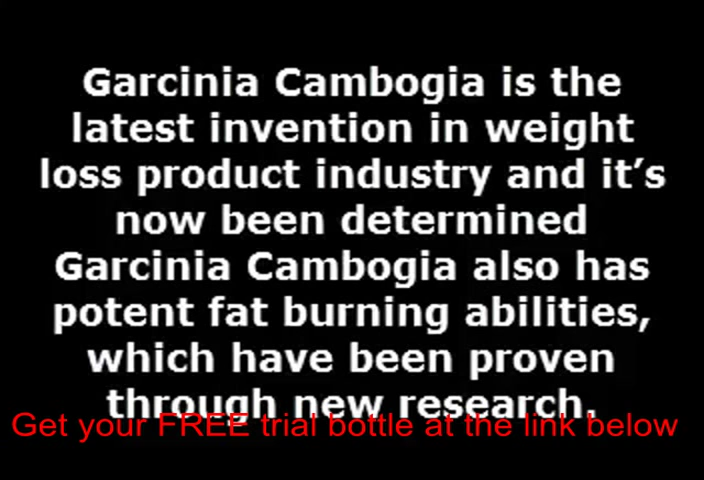 Garcinia Cambogia is the
latest invention in weight
loss product industry and it’s
now been determined
Garcinia Cambogia also has
potent fat burning abilities,
which have been proven
through new research.
Get your FREE trial bottle at the link below